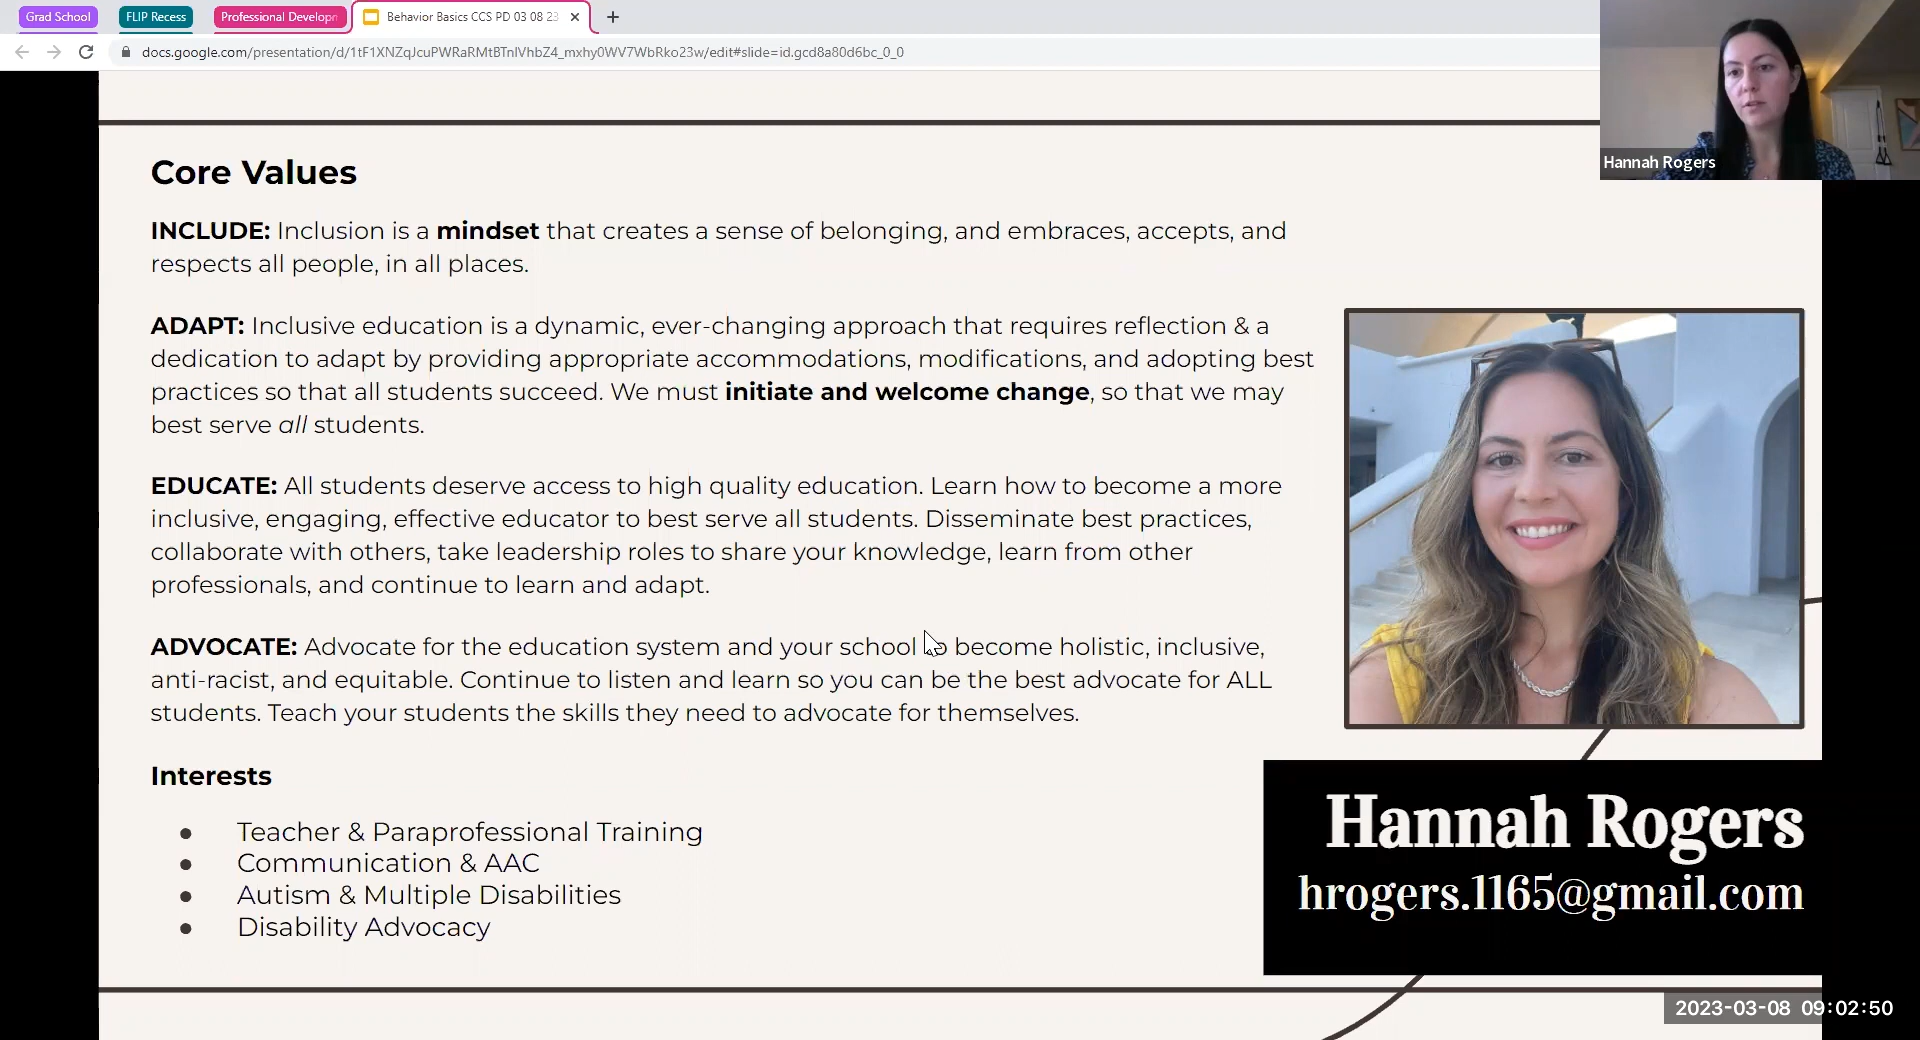 Grad School
FLIP Recess
Professional Developn
Behavior Basics CCS PD 03 08 23
docs.google.com/presentation/d/1tF1XNZqJcuPWRaRMtBTnlVhbZ4_mxhy0WV7WbRko23w/edit#slide=id.gcd8a80d6bc_0_0
Hannah Rogers
Core Values
INCLUDE: Inclusion is a mindset that creates a sense of belonging, and embraces, accepts, and
respects all people, in all places.
ADAPT: Inclusive education is a dynamic, ever-changing approach that requires reflection & a
dedication to adapt by providing appropriate accommodations, modifications, and adopting best
practices so that all students succeed. We must initiate and welcome change, so that we may
best serve all students.
EDUCATE: All students deserve access to high quality education. Learn how to become a more
inclusive, engaging, effective educator to best serve all students. Disseminate best practices,
collaborate with others, take leadership roles to share your knowledge, learn from other
professionals, and continue to learn and adapt.
ADVOCATE: Advocate for the education system and your school to become holistic, inclusive,
anti-racist, and equitable. Continue to listen and learn so you can be the best advocate for ALL
students. Teach your students the skills they need to advocate for themselves.
Interests
● Teacher & Paraprofessional Training
● Communication & AAC
● Autism & Multiple Disabilities
● Disability Advocacy
Hannah Rogers
hrogers.1165@gmail.com
2023-03-08 09:02:50